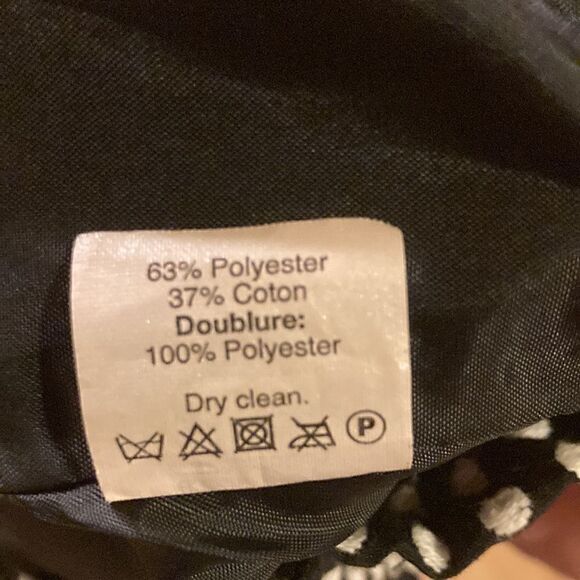 63% Polyester
37% Coton
Doublure:
100% Polyester
Dry clean.
P